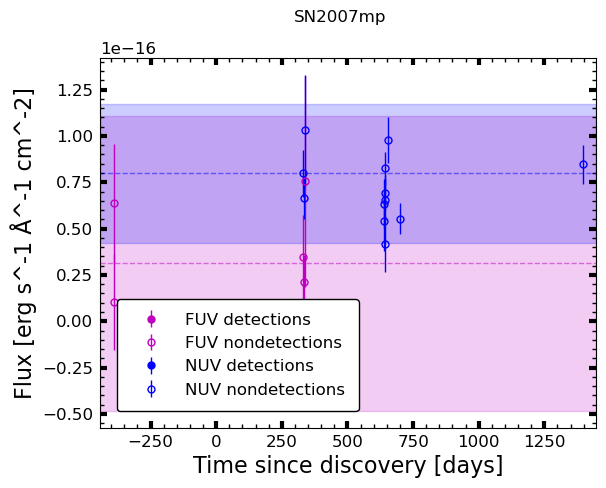 SN2007mp
1e−16
1.25
1.00
0.75
0.50
0.25
0.00
−0.25
−0.50
Flux [erg s^-1 Å^-1 cm^-2]
FUV detections
FUV nondetections
NUV detections
NUV nondetections
−250 0 250 500 750 1000 1250
Time since discovery [days]